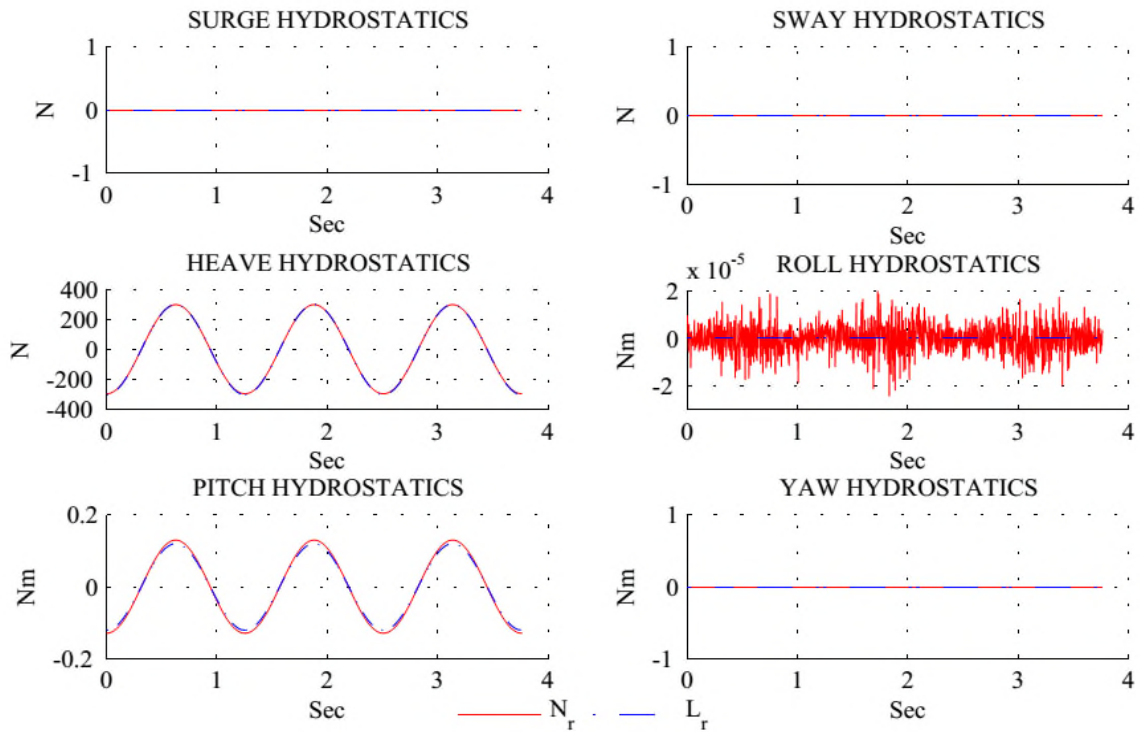 SURGE HYDROSTATICS
1
0
-1
N
0 1 2 3 4
Sec
SWAY HYDROSTATICS
1
0
-1
N
0 1 2 3 4
Sec
HEAVE HYDROSTATICS
400
200
0
-200
-400
N
0 1 2 3 4
Sec
ROLL HYDROSTATICS
x 10^-5
2
0
-2
Nm
0 1 2 3 4
Sec
PITCH HYDROSTATICS
0.2
0
-0.2
Nm
0 1 2 3 4
Sec
YAW HYDROSTATICS
1
0
-1
Nm
0 1 2 3 4
Sec
N_r L_r